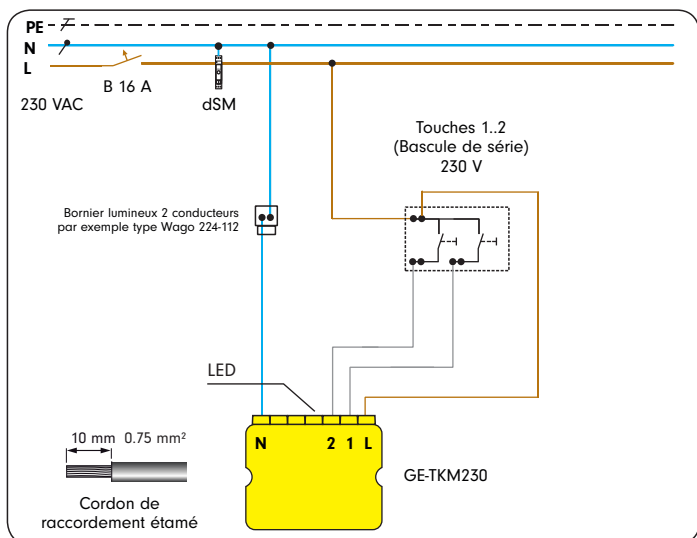 PE
N
L
B 16 A
230 VAC
dSM
Touches 1..2
(Bascule de série)
230 V
Bornier lumineux 2 conducteurs
par exemple type Wago 224-112
LED
N 2 1 L
GE-TKM230
10 mm 0.75 mm²
Cordon de
raccordement étamé